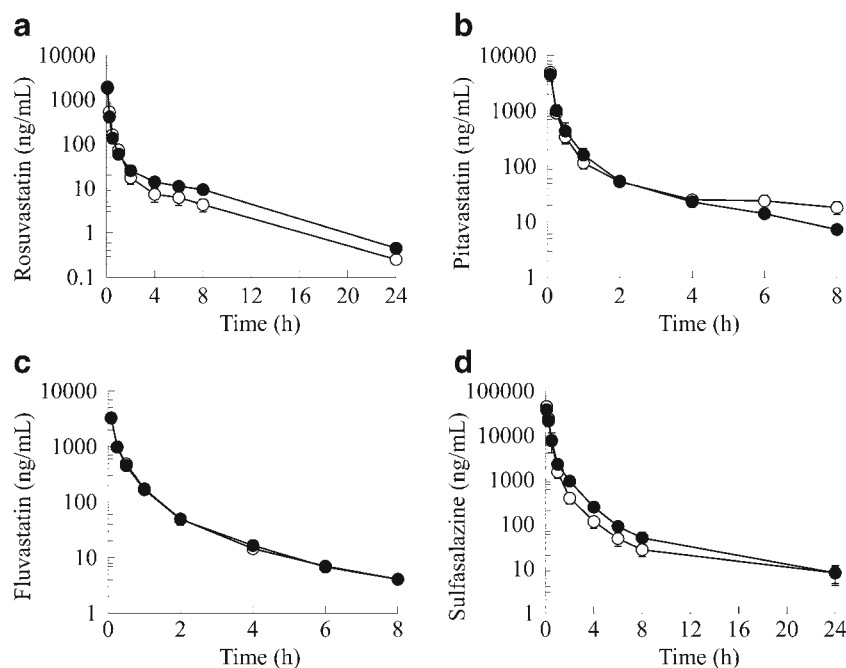 a
Rosuvastatin (ng/mL)
10000
1000
100
10
1
0.1
0 4 8 12 16 20 24
Time (h)
b
Pitavastatin (ng/mL)
10000
1000
100
10
1
0 2 4 6 8
Time (h)
c
Fluvastatin (ng/mL)
10000
1000
100
10
1
0 2 4 6 8
Time (h)
d
Sulfasalazine (ng/mL)
100000
10000
1000
100
10
1
0 4 8 12 16 20 24
Time (h)